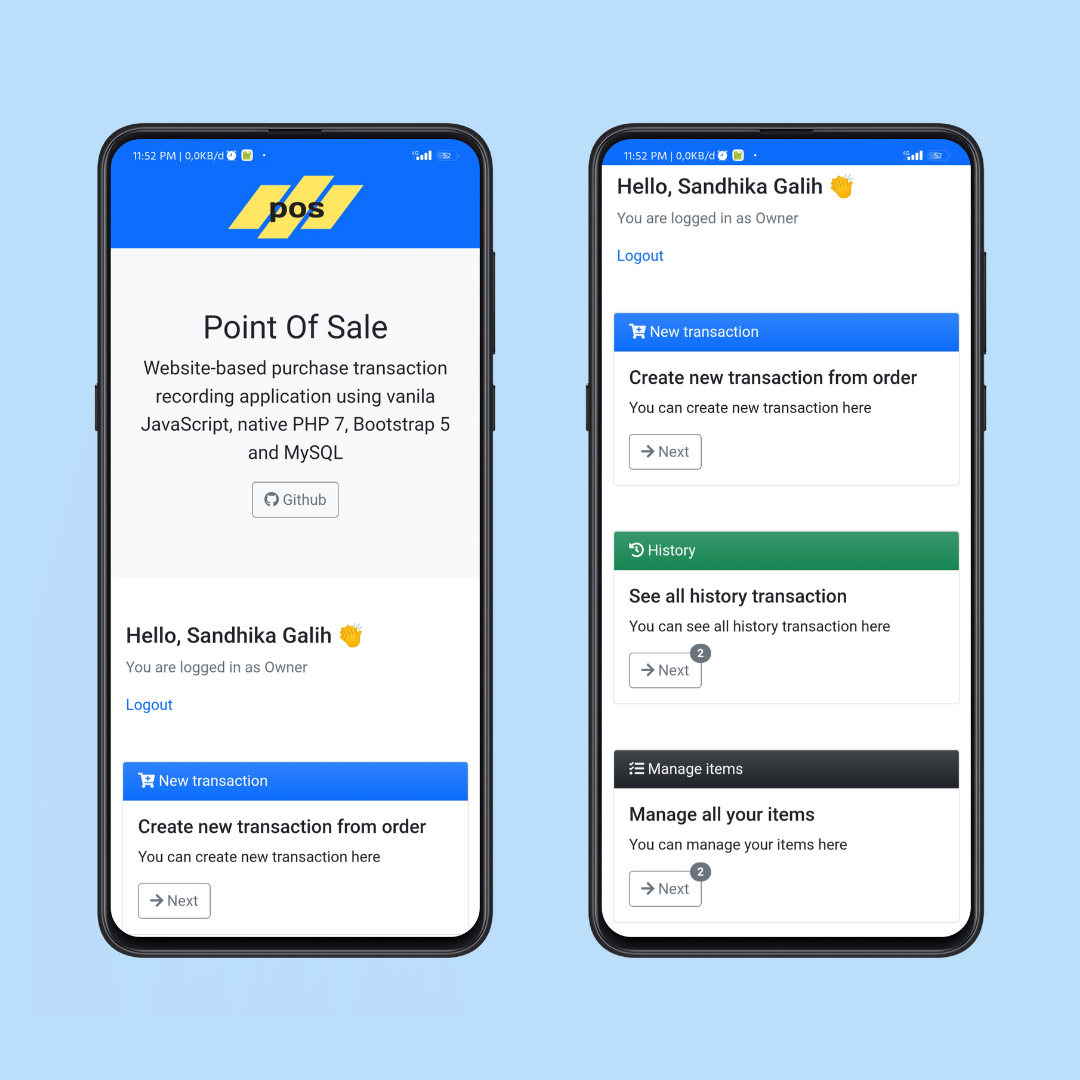 11:52 PM | 0,0KB/d
4G
52
pos
Point Of Sale
Website-based purchase transaction
recording application using vanila
JavaScript, native PHP 7, Bootstrap 5
and MySQL
Github
Hello, Sandhika Galih 👏
You are logged in as Owner
Logout
New transaction
Create new transaction from order
You can create new transaction here
Next
11:52 PM | 0,0KB/d
4G
52
Hello, Sandhika Galih 👏
You are logged in as Owner
Logout
New transaction
Create new transaction from order
You can create new transaction here
Next
History
See all history transaction
You can see all history transaction here
2
Next
Manage items
Manage all your items
You can manage your items here
2
Next